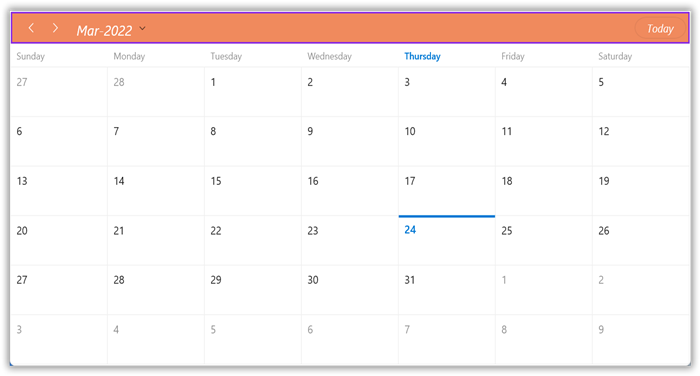 Mar-2022 Today
Sunday Monday Tuesday Wednesday Thursday Friday Saturday
27 28 1 2 3 4 5
6 7 8 9 10 11 12
13 14 15 16 17 18 19
20 21 22 23 24 25 26
27 28 29 30 31 1 2
3 4 5 6 7 8 9